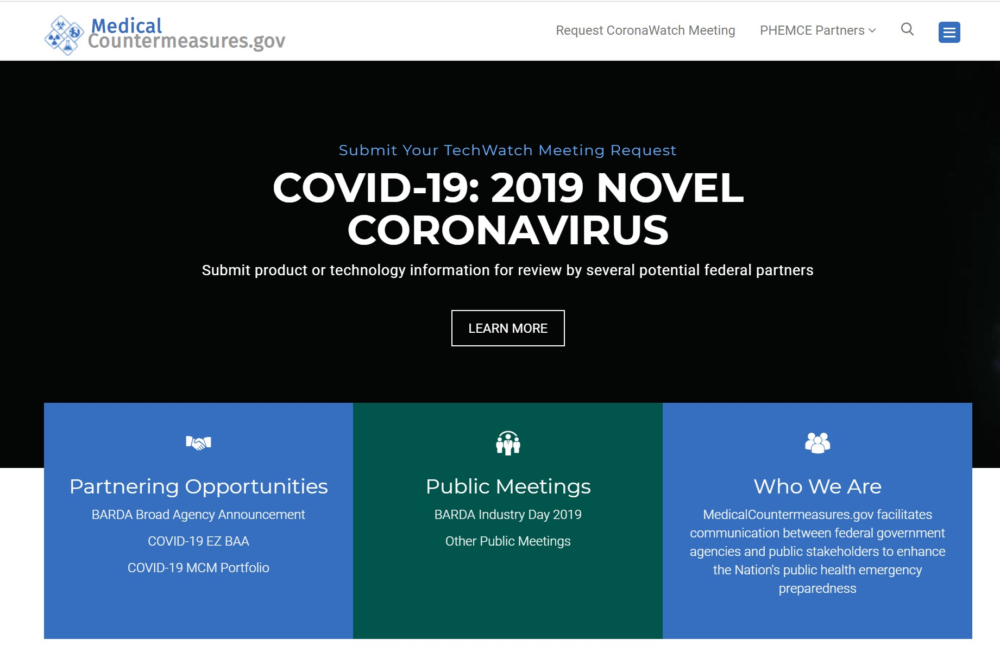 Medical
Countermeasures.gov
Request CoronaWatch Meeting
PHEMCE Partners
Submit Your TechWatch Meeting Request
COVID-19: 2019 NOVEL
CORONAVIRUS
Submit product or technology information for review by several potential federal partners
LEARN MORE
Partnering Opportunities
BARDA Broad Agency Announcement
COVID-19 EZ BAA
COVID-19 MCM Portfolio
Public Meetings
BARDA Industry Day 2019
Other Public Meetings
Who We Are
MedicalCountermeasures.gov facilitates
communication between federal government
agencies and public stakeholders to enhance
the Nation's public health emergency
preparedness